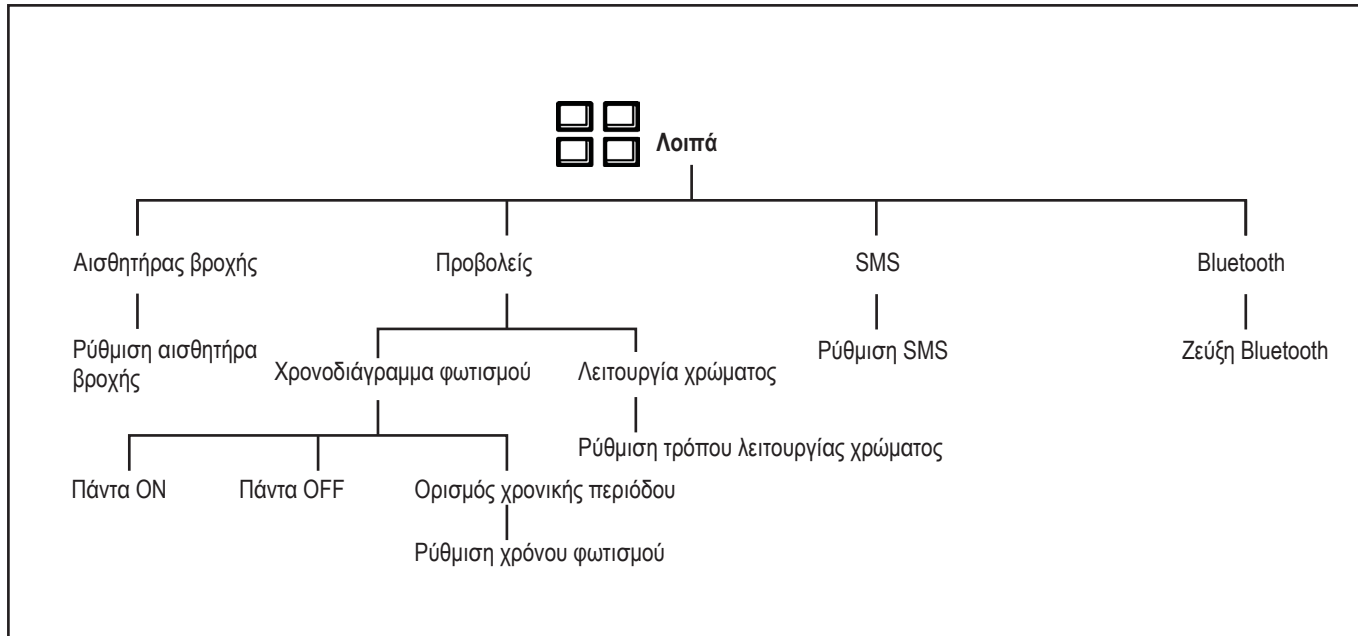 Λοιπά
Αισθητήρας βροχής
Προβολείς
SMS
Bluetooth
Ρύθμιση αισθητήρα
βροχής
Χρονοδιάγραμμα φωτισμού
Λειτουργία χρώματος
Ρύθμιση SMS
Ζεύξη Bluetooth
Ρύθμιση τρόπου λειτουργίας χρώματος
Πάντα ON
Πάντα OFF
Ορισμός χρονικής περιόδου
Ρύθμιση χρόνου φωτισμού